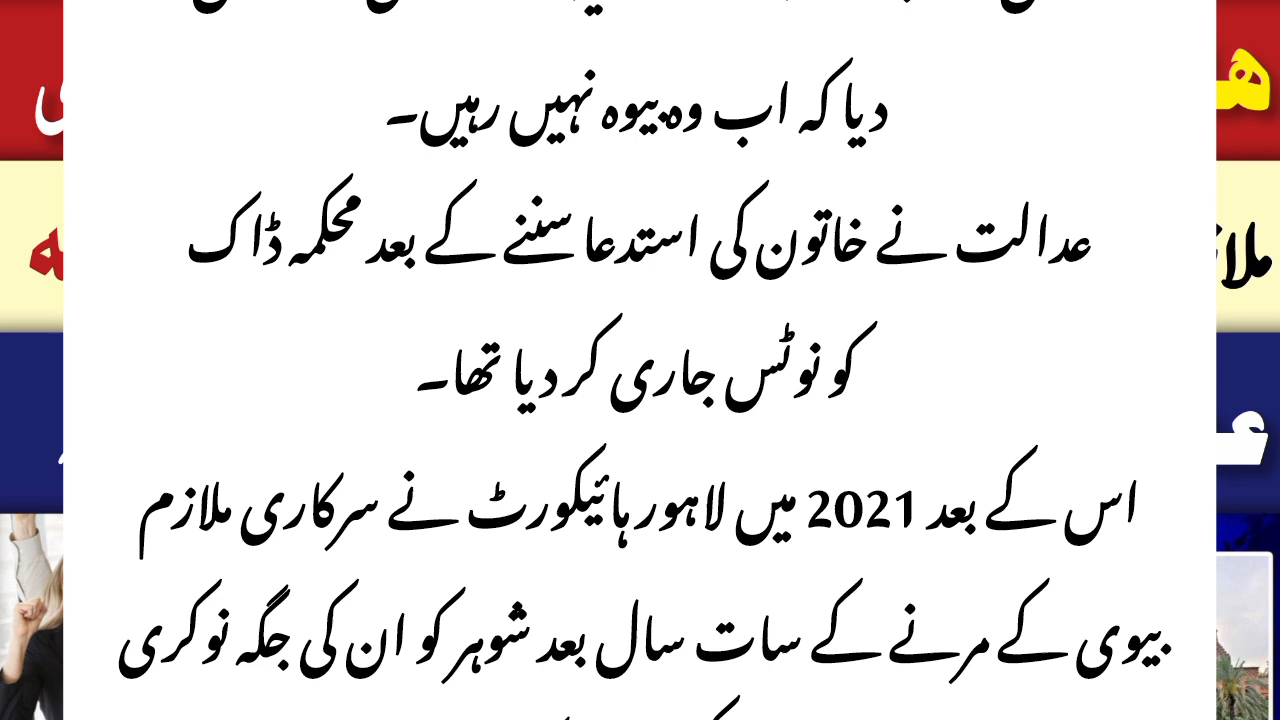 دیا کہ اب وہ بیوہ نہیں رہیں۔
عدالت نے خاتون کی استدعا سننے کے بعد محکمہ ڈاک
کو نوٹس جاری کر دیا تھا۔
اس کے بعد 2021 میں لاہور ہائیکورٹ نے سرکاری ملازم
بیوی کے مرنے کے سات سال بعد شوہر کو ان کی جگہ نوکری